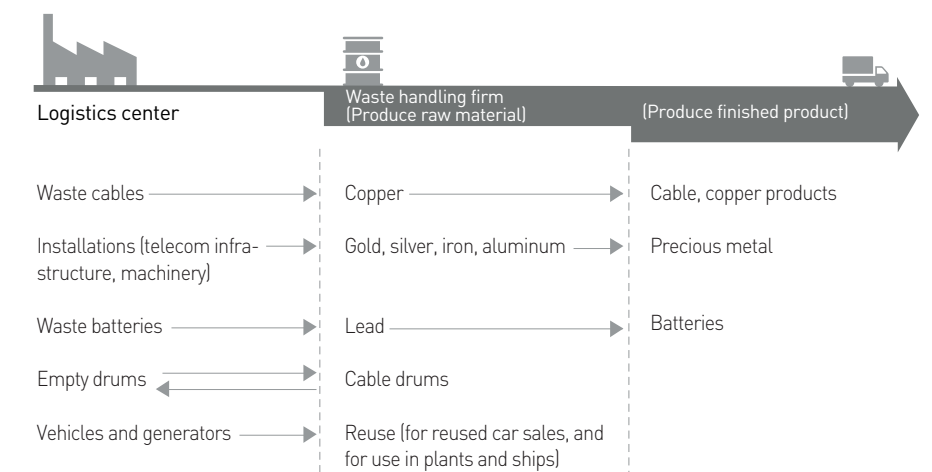 Logistics center
Waste handling firm
(Produce raw material)
(Produce finished product)
Waste cables
Copper
Cable, copper products
Installations (telecom infra-
structure, machinery)
Gold, silver, iron, aluminum
Precious metal
Waste batteries
Lead
Batteries
Empty drums
Cable drums
Vehicles and generators
Reuse (for reused car sales, and
for use in plants and ships)